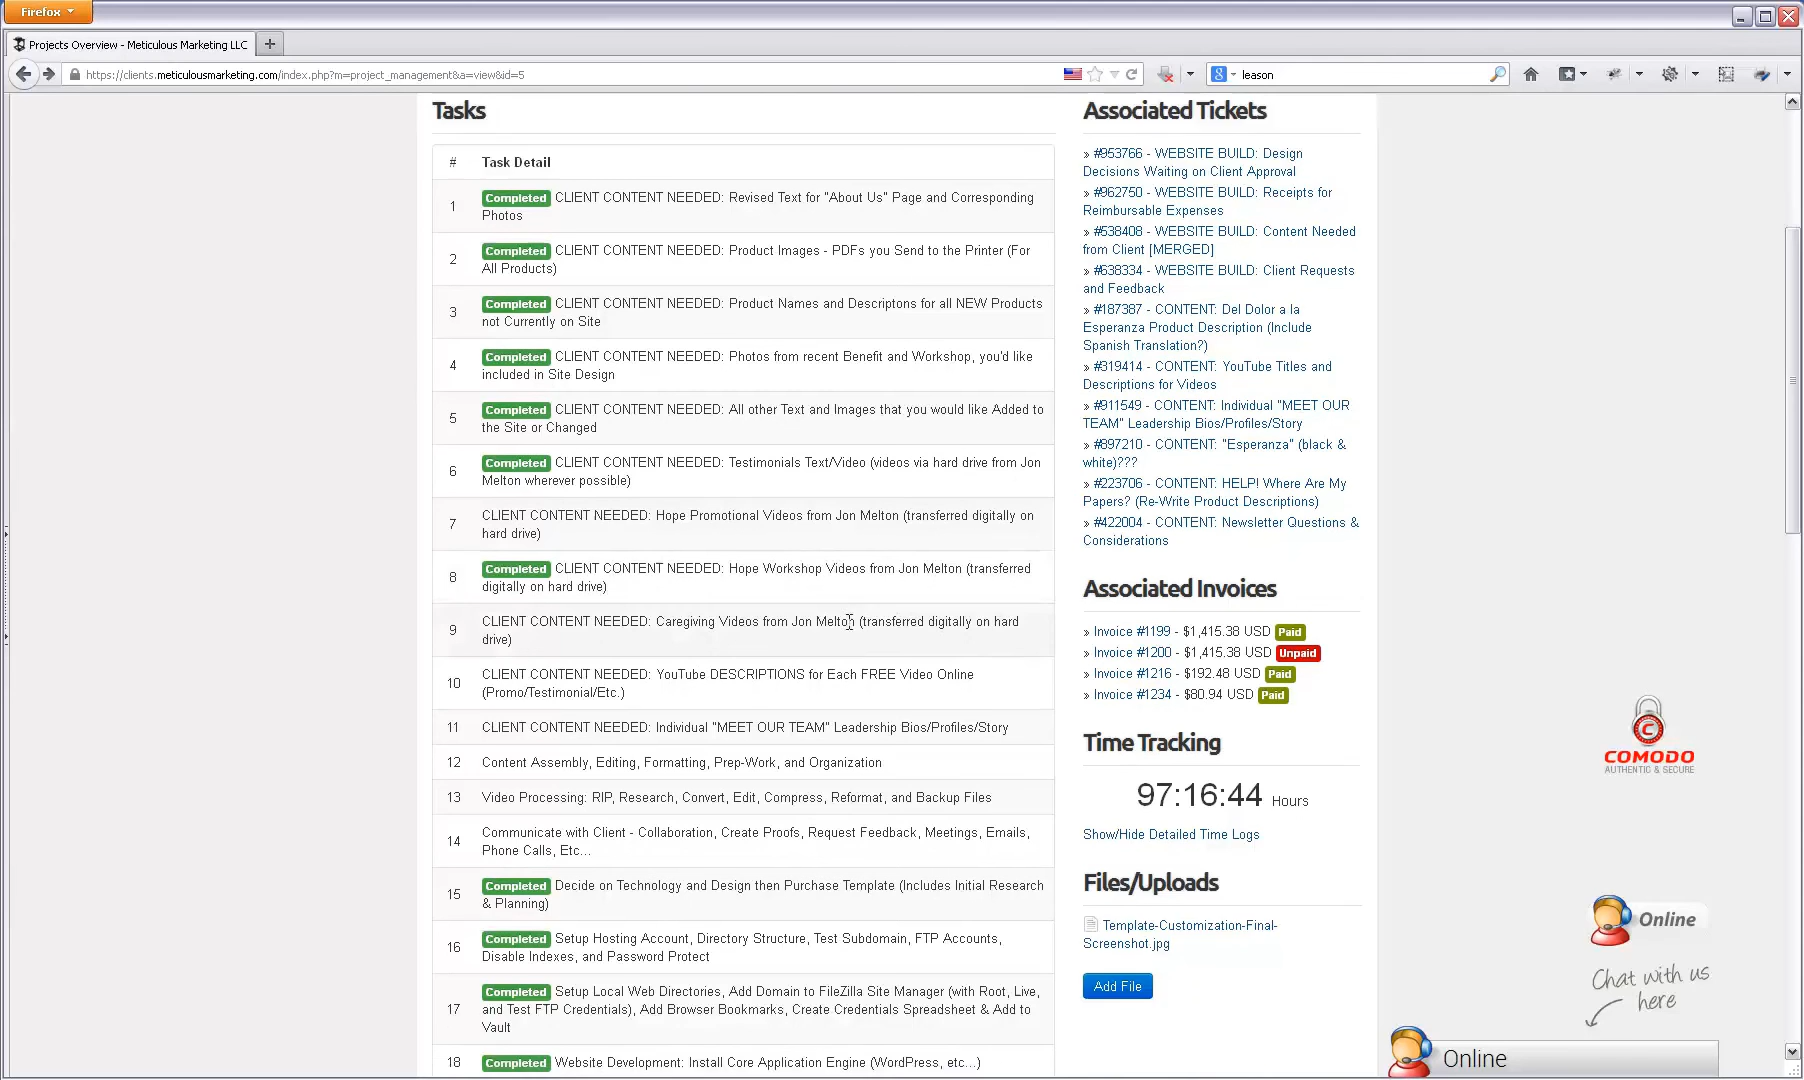 Firefox
Projects Overview - Meticulous Marketing LLC
https://clients.meticulousmarketing.com/index.php?m=project_management&a=view&id=5
leason
Tasks
# Task Detail
1 Completed CLIENT CONTENT NEEDED: Revised Text for "About Us" Page and Corresponding
Photos
2 Completed CLIENT CONTENT NEEDED: Product Images - PDFs you Send to the Printer (For
All Products)
3 Completed CLIENT CONTENT NEEDED: Product Names and Descriptons for all NEW Products
not Currently on Site
4 Completed CLIENT CONTENT NEEDED: Photos from recent Benefit and Workshop, you'd like
included in Site Design
5 Completed CLIENT CONTENT NEEDED: All other Text and Images that you would like Added to
the Site or Changed
6 Completed CLIENT CONTENT NEEDED: Testimonials Text/Video (videos via hard drive from Jon
Melton wherever possible)
7 CLIENT CONTENT NEEDED: Hope Promotional Videos from Jon Melton (transferred digitally on
hard drive)
8 Completed CLIENT CONTENT NEEDED: Hope Workshop Videos from Jon Melton (transferred
digitally on hard drive)
9 CLIENT CONTENT NEEDED: Caregiving Videos from Jon Melton (transferred digitally on hard
drive)
10 CLIENT CONTENT NEEDED: YouTube DESCRIPTIONS for Each FREE Video Online
(Promo/Testimonial/Etc.)
11 CLIENT CONTENT NEEDED: Individual "MEET OUR TEAM" Leadership Bios/Profiles/Story
12 Content Assembly, Editing, Formatting, Prep-Work, and Organization
13 Video Processing: RIP, Research, Convert, Edit, Compress, Reformat, and Backup Files
14 Communicate with Client - Collaboration, Create Proofs, Request Feedback, Meetings, Emails,
Phone Calls, Etc...
15 Completed Decide on Technology and Design then Purchase Template (Includes Initial Research
& Planning)
16 Completed Setup Hosting Account, Directory Structure, Test Subdomain, FTP Accounts,
Disable Indexes, and Password Protect
17 Completed Setup Local Web Directories, Add Domain to FileZilla Site Manager (with Root, Live,
and Test FTP Credentials), Add Browser Bookmarks, Create Credentials Spreadsheet & Add to
Vault
18 Completed Website Development: Install Core Application Engine (WordPress, etc...)
Associated Tickets
» #953766 - WEBSITE BUILD: Design
Decisions Waiting on Client Approval
» #962750 - WEBSITE BUILD: Receipts for
Reimbursable Expenses
» #538408 - WEBSITE BUILD: Content Needed
from Client [MERGED]
» #638334 - WEBSITE BUILD: Client Requests
and Feedback
» #187387 - CONTENT: Del Dolor a la
Esperanza Product Description (Include
Spanish Translation?)
» #319414 - CONTENT: YouTube Titles and
Descriptions for Videos
» #911549 - CONTENT: Individual "MEET OUR
TEAM" Leadership Bios/Profiles/Story
» #897210 - CONTENT: "Esperanza" (black &
white)???
» #223706 - CONTENT: HELP! Where Are My
Papers? (Re-Write Product Descriptions)
» #422004 - CONTENT: Newsletter Questions &
Considerations
Associated Invoices
» Invoice #1199 - $1,415.38 USD Paid
» Invoice #1200 - $1,415.38 USD Unpaid
» Invoice #1216 - $192.48 USD Paid
» Invoice #1234 - $80.94 USD Paid
Time Tracking
97:16:44 Hours
Show/Hide Detailed Time Logs
Files/Uploads
Template-Customization-Final-
Screenshot.jpg
Add File
COMODO
AUTHENTIC & SECURE
Online
Chat with us
here
Online